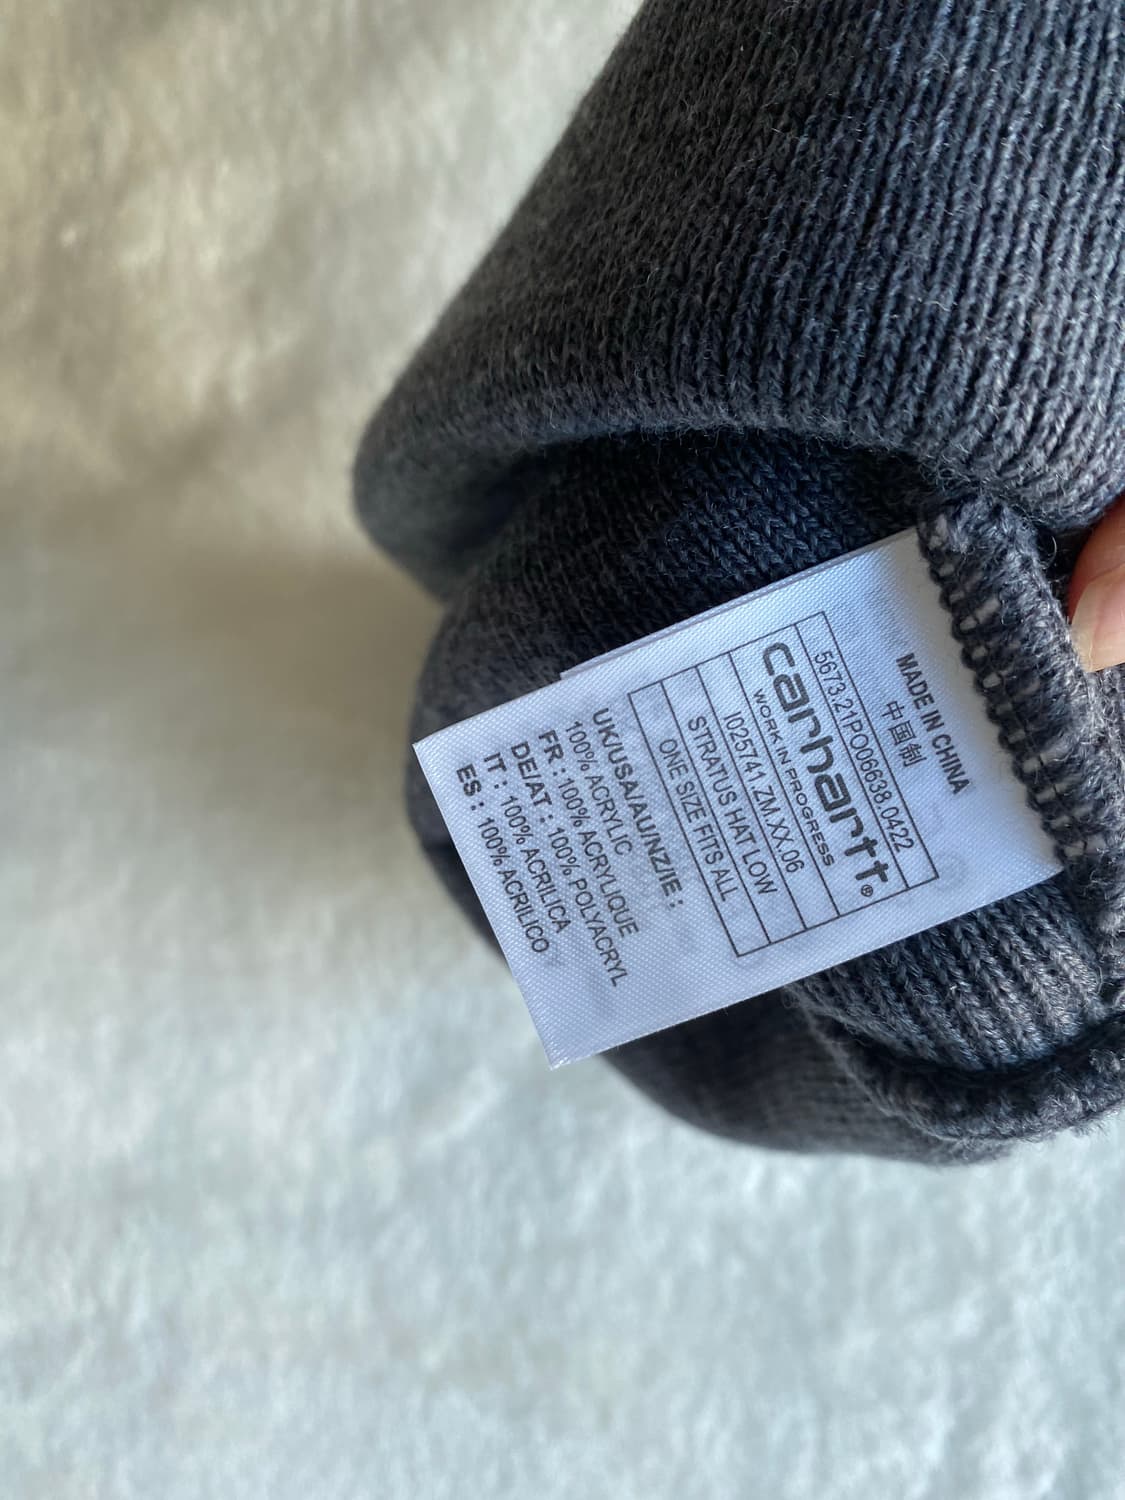 MADE IN CHINA
中国制
5673.21PO06638.0422
carhartt®
WORK IN PROGRESS
I025741.ZM.XX.06
STRATUS HAT LOW
ONE SIZE FITS ALL
UK/USA/AU/NZ/IE :
100% ACRYLIC
FR :100% ACRYLIQUE
DE/AT : 100% POLYACRYL
IT : 100% ACRILICA
ES : 100% ACRILICO